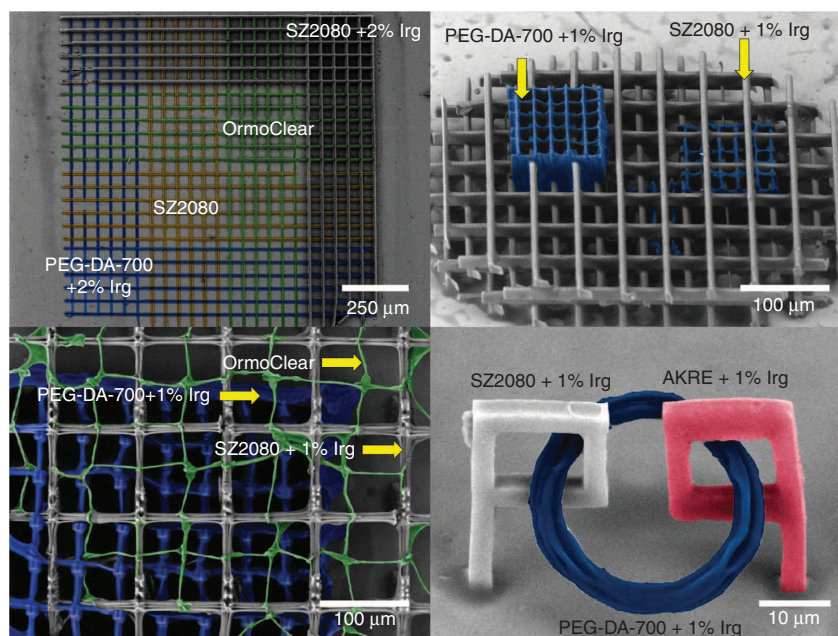 SZ2080 +2% Irg
OrmoClear
SZ2080
PEG-DA-700
+2% Irg
250 μm
PEG-DA-700 +1% Irg
SZ2080 + 1% Irg
100 μm
OrmoClear
PEG-DA-700+1% Irg
SZ2080 + 1% Irg
100 μm
SZ2080 + 1% Irg
AKRE + 1% Irg
PEG-DA-700 + 1% Irg
10 μm